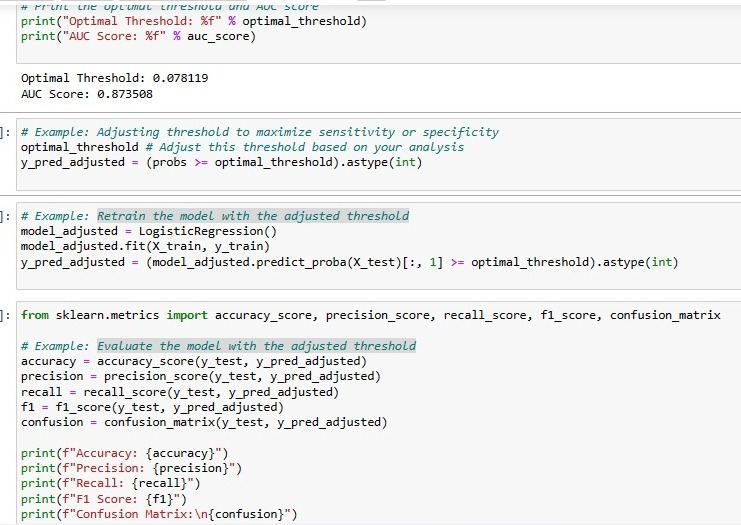 # Print the optimal threshold and AUC score
print("Optimal Threshold: %f" % optimal_threshold)
print("AUC Score: %f" % auc_score)
Optimal Threshold: 0.078119
AUC Score: 0.873508
]: # Example: Adjusting threshold to maximize sensitivity or specificity
optimal_threshold # Adjust this threshold based on your analysis
y_pred_adjusted = (probs >= optimal_threshold).astype(int)
]: # Example: Retrain the model with the adjusted threshold
model_adjusted = LogisticRegression()
model_adjusted.fit(X_train, y_train)
y_pred_adjusted = (model_adjusted.predict_proba(X_test)[:, 1] >= optimal_threshold).astype(int)
]: from sklearn.metrics import accuracy_score, precision_score, recall_score, f1_score, confusion_matrix
# Example: Evaluate the model with the adjusted threshold
accuracy = accuracy_score(y_test, y_pred_adjusted)
precision = precision_score(y_test, y_pred_adjusted)
recall = recall_score(y_test, y_pred_adjusted)
f1 = f1_score(y_test, y_pred_adjusted)
confusion = confusion_matrix(y_test, y_pred_adjusted)
print(f"Accuracy: {accuracy}")
print(f"Precision: {precision}")
print(f"Recall: {recall}")
print(f"F1 Score: {f1}")
print(f"Confusion Matrix:\n{confusion}")